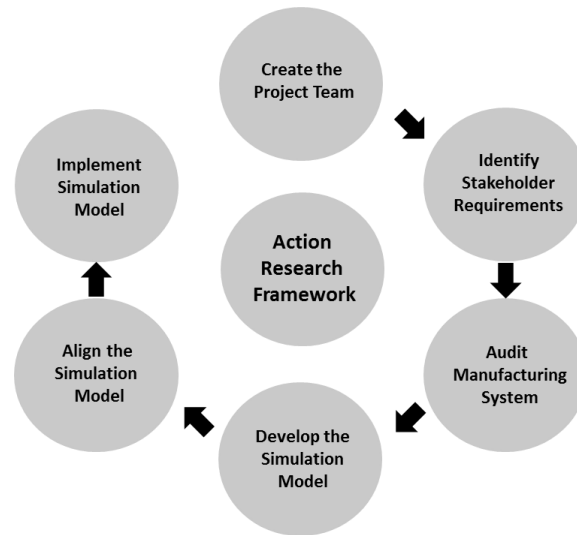 Create the
Project Team
Identify
Stakeholder
Requirements
Audit
Manufacturing
System
Develop the
Simulation
Model
Align the
Simulation
Model
Implement
Simulation
Model
Action
Research
Framework